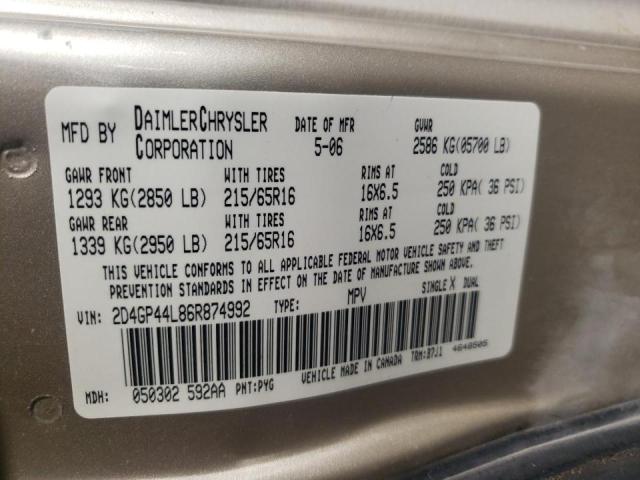 MFD BY DAIMLERCHRYSLER CORPORATION DATE OF MFR 5-06 GVWR 2586 KG(05700 LB)
GAWR FRONT WITH TIRES RIMS AT COLD
1293 KG(2850 LB) 215/65R16 16X6.5 250 KPA( 36 PSI)
GAWR REAR WITH TIRES RIMS AT COLD
1339 KG(2950 LB) 215/65R16 16X6.5 250 KPA( 36 PSI)
THIS VEHICLE CONFORMS TO ALL APPLICABLE FEDERAL MOTOR VEHICLE SAFETY AND THEFT
PREVENTION STANDARDS IN EFFECT ON THE DATE OF MANUFACTURE SHOWN ABOVE.
VIN: 2D4GP44L86R874992 TYPE: MPV SINGLE X DUAL
MDH: 050302 592AA PNT:PYG VEHICLE MADE IN CANADA TRM:B7J1 4648505